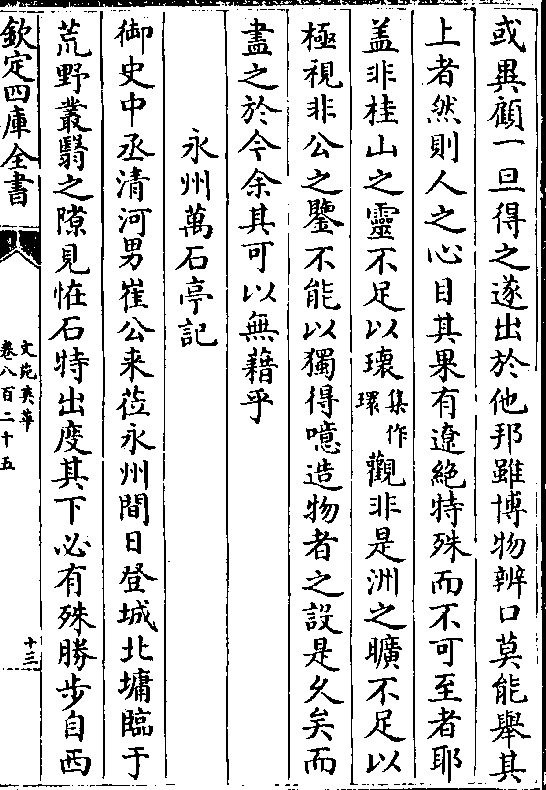 或異顧一旦得之遂出於他邦雖博物辨口莫能舉其
上者然則人之心目其果有遼絶特殊而不可至者耶
盖非桂山之靈不足以瓌集作環觀非是洲之曠不足以
極視非公之鑒不能以獨得噫造物者之設是久矣而
盡之於今余其可以無藉乎
永州萬石亭記
御史中丞清河男崔公来莅永州間日登城北墉臨于
荒野叢翳之隙見怪石特出度其下必有殊勝步自西
欽定四庫全書
文苑英華
卷八百二十五
十三